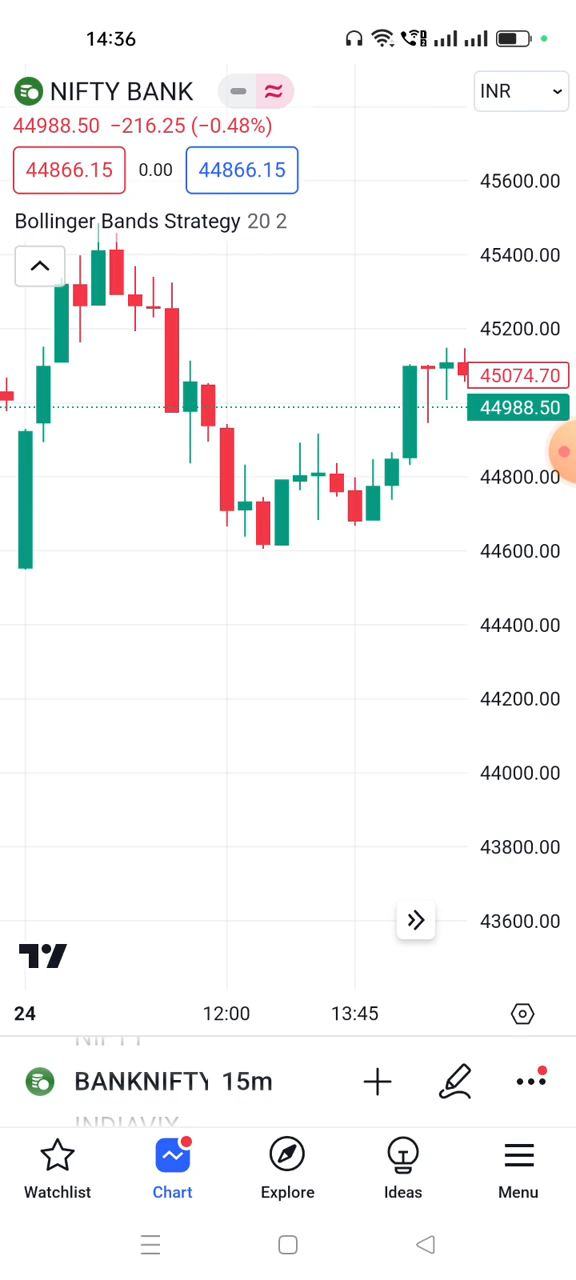 14:36
NIFTY BANK
INR
44988.50 −216.25 (−0.48%)
44866.15 0.00 44866.15
45600.00
Bollinger Bands Strategy 20 2
45400.00
45200.00
45074.70
44988.50
44800.00
44600.00
44400.00
44200.00
44000.00
43800.00
43600.00
24 12:00 13:45
NIFTY
BANKNIFTY 15m
INDIAVIX
Watchlist Chart Explore Ideas Menu